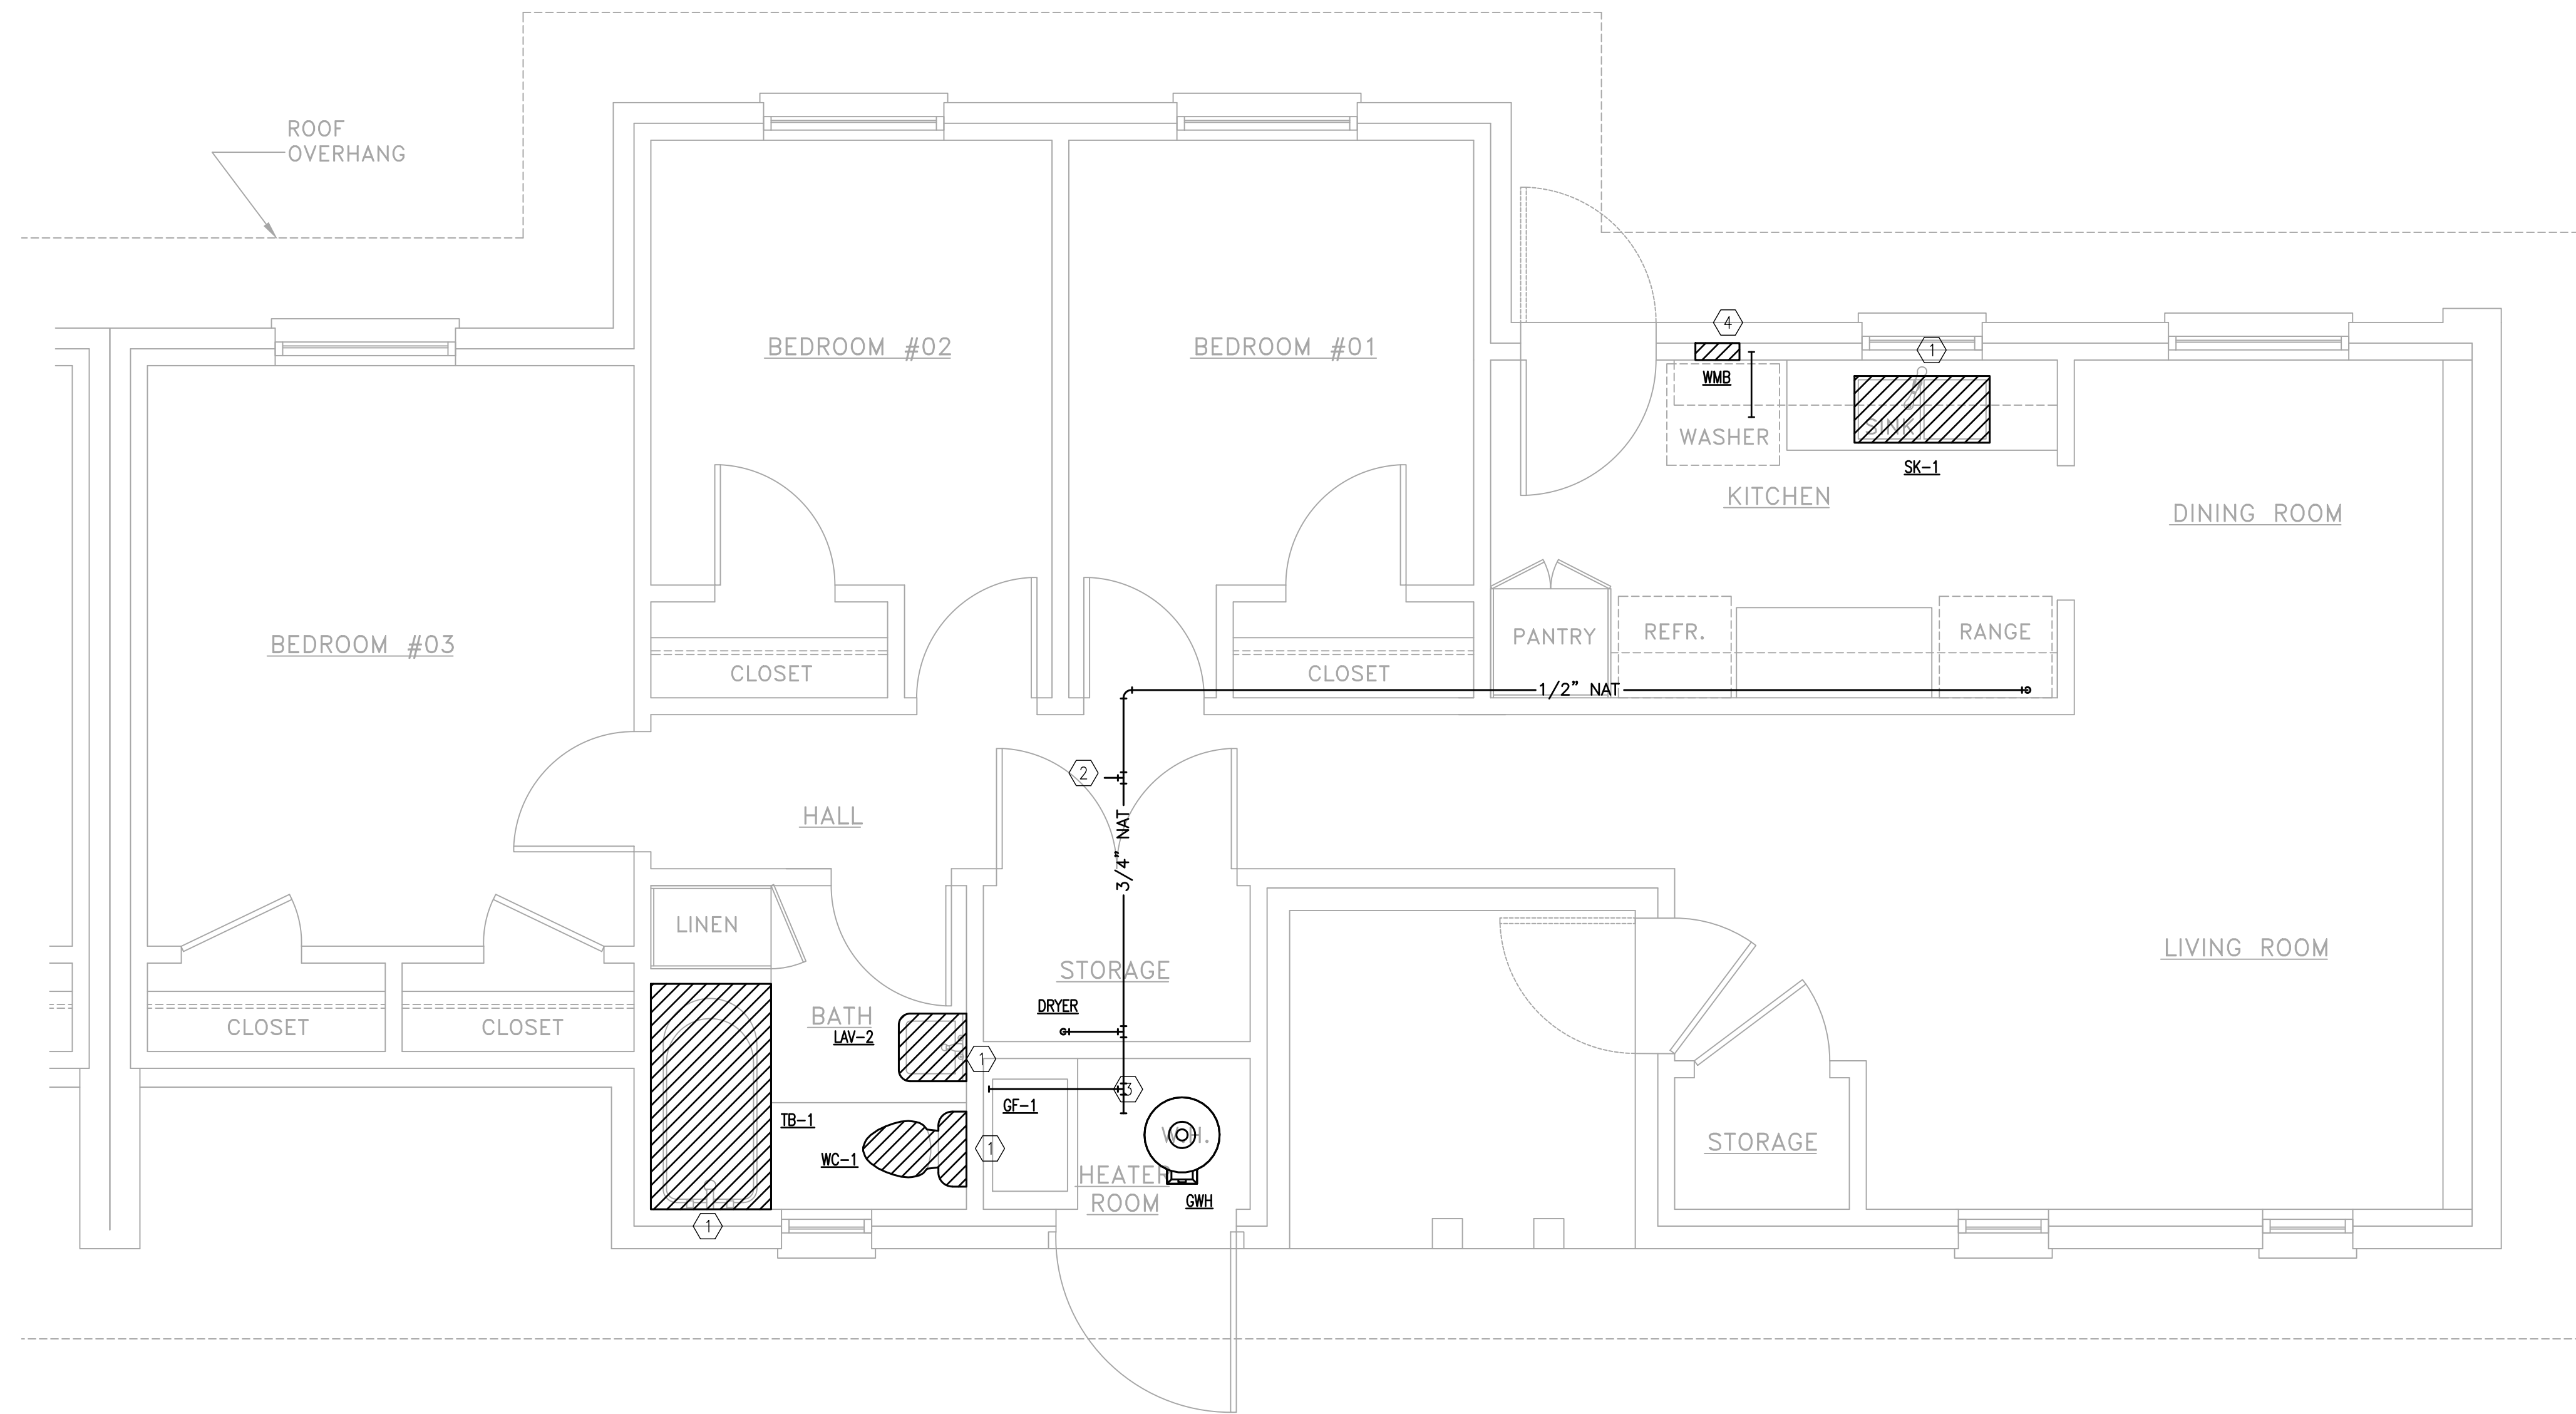 ROOF
OVERHANG
4
1
BEDROOM #02
BEDROOM #01
WMB
WASHER
SINK
SK-1
KITCHEN
DINING ROOM
BEDROOM #03
PANTRY
REFR.
RANGE
CLOSET
CLOSET
1/2" NAT
2
HALL
3/4" NAT
LINEN
STORAGE
LIVING ROOM
DRYER
BATH
LAV-2
CLOSET
CLOSET
1
3
GF-1
TB-1
W.H.
1
STORAGE
WC-1
HEATER
ROOM
GWH
1